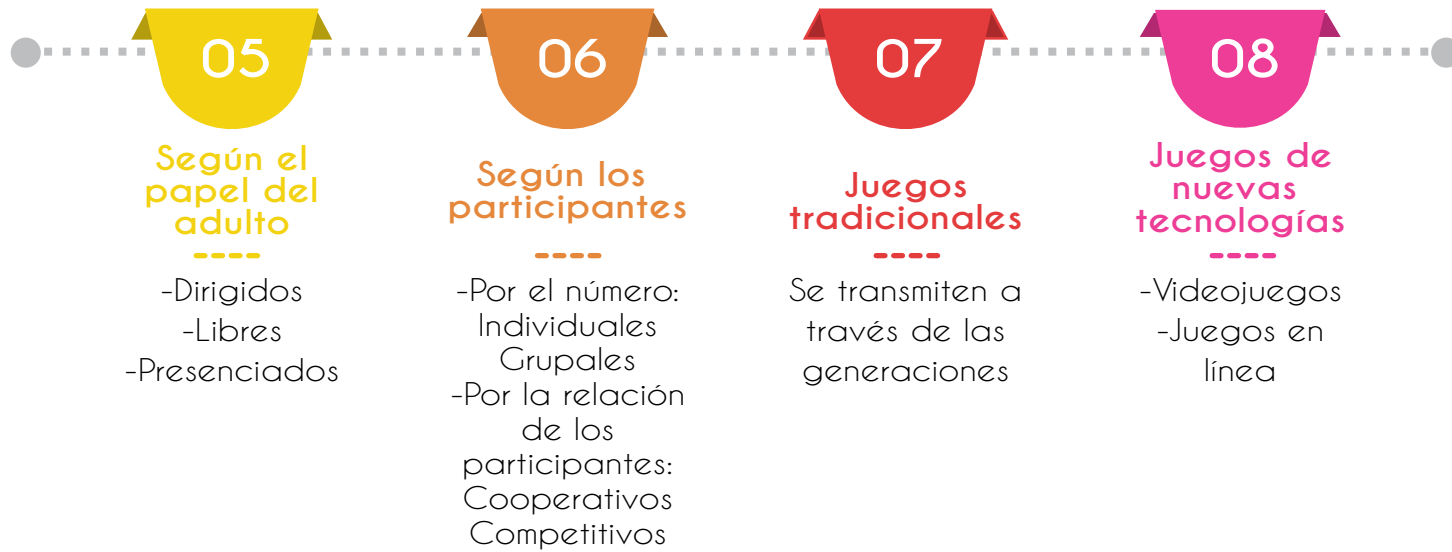 05
Según el
papel del
adulto
-Dirigidos
-Libres
-Presenciados
06
Según los
participantes
-Por el número:
Individuales
Grupales
-Por la relación
de los
participantes:
Cooperativos
Competitivos
07
Juegos
tradicionales
Se transmiten a
través de las
generaciones
08
Juegos de
nuevas
tecnologías
-Videojuegos
-Juegos en
línea